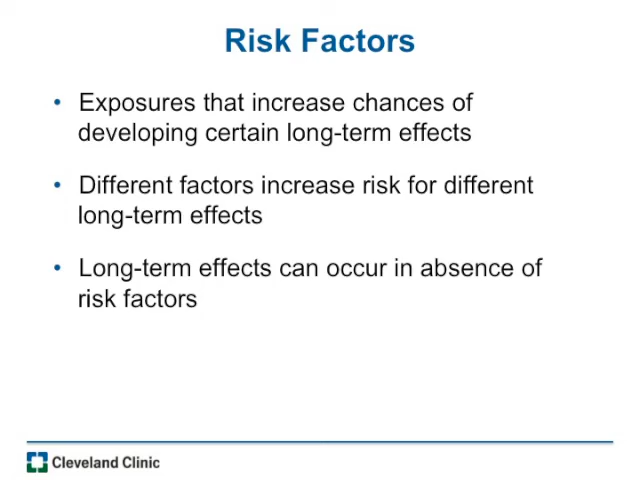 Risk Factors
• Exposures that increase chances of
developing certain long-term effects
• Different factors increase risk for different
long-term effects
• Long-term effects can occur in absence of
risk factors
Cleveland Clinic